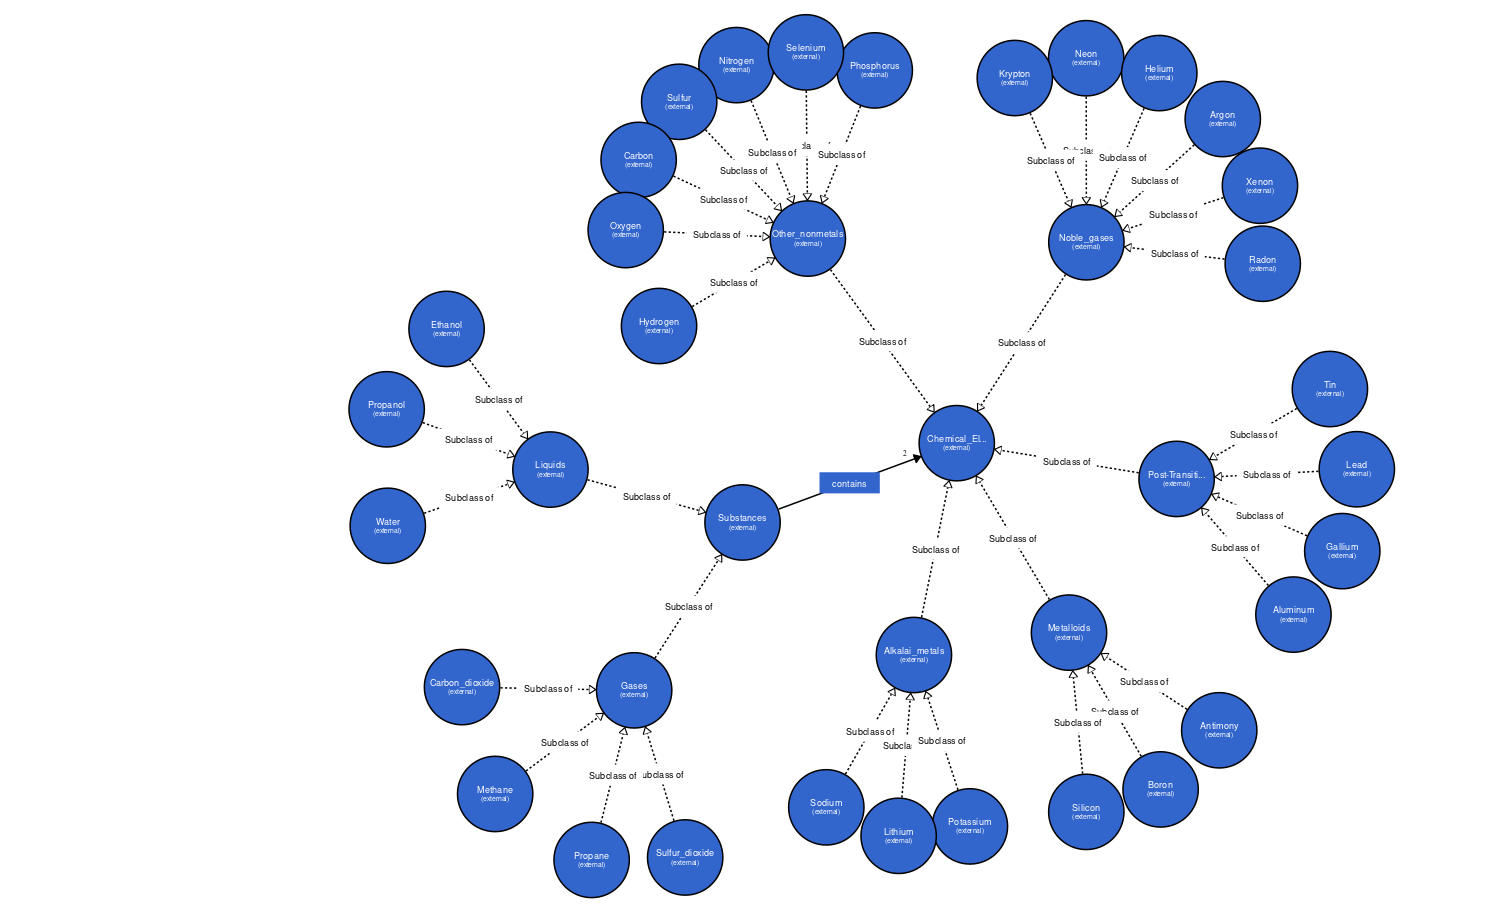 Selenium
(external)
Nitrogen
(external)
Phosphorus
(external)
Sulfur
(external)
Carbon
(external)
Oxygen
(external)
Hydrogen
(external)
Subclass of
Subclass of
Subclass of
Subclass of
Subclass of
Subclass of
Other_nonmetals
(external)
Neon
(external)
Krypton
(external)
Helium
(external)
Argon
(external)
Xenon
(external)
Radon
(external)
Subclass of
Subclass of
Subclass of
Subclass of
Subclass of
Noble_gases
(external)
Subclass of
Subclass of
Ethanol
(external)
Propanol
(external)
Water
(external)
Subclass of
Subclass of
Subclass of
Liquids
(external)
Subclass of
Substances
(external)
contains
2
Chemical_El...
(external)
Subclass of
Post-Transiti...
(external)
Tin
(external)
Lead
(external)
Gallium
(external)
Aluminum
(external)
Subclass of
Subclass of
Subclass of
Subclass of
Subclass of
Subclass of
Subclass of
Gases
(external)
Carbon_dioxide
(external)
Methane
(external)
Propane
(external)
Sulfur_dioxide
(external)
Subclass of
Subclass of
Subclass of
ubclass of
Alkalai_metals
(external)
Subclass of
Subcla
Subclass of
Sodium
(external)
Lithium
(external)
Potassium
(external)
Metalloids
(external)
Subclass of
Subclass of
Subclass of
Antimony
(external)
Boron
(external)
Silicon
(external)